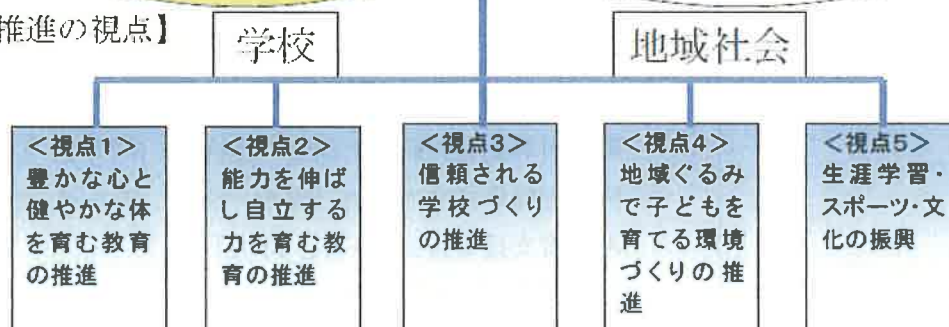 推進の視点】
学校
地域社会
＜視点1＞
豊かな心と
健やかな体
を育む教育
の推進
＜視点2＞
能力を伸ば
し自立する
力を育む教
育の推進
＜視点3＞
信頼される
学校づくり
の推進
＜視点4＞
地域ぐるみ
で子どもを
育てる環境
づくりの推
進
＜視点5＞
生涯学習・
スポーツ・文
化の振興